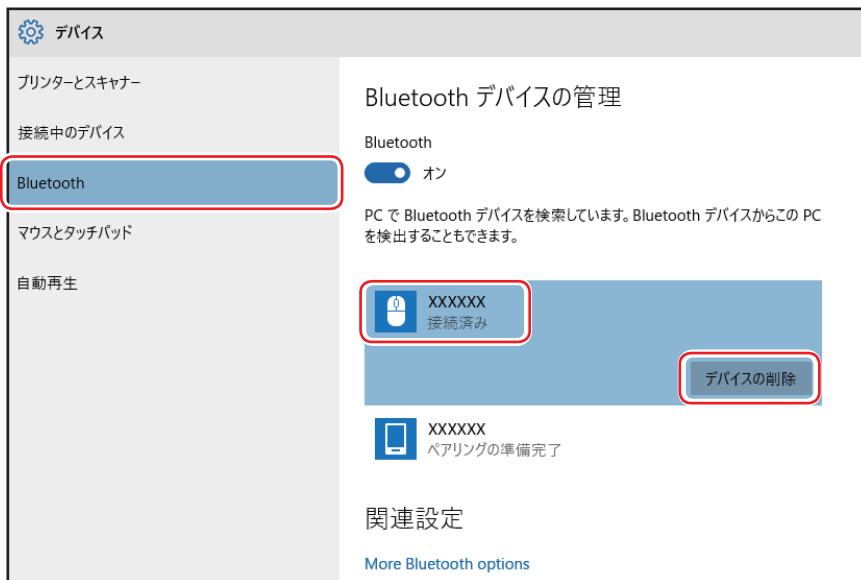 デバイス
プリンターとスキャナー
接続中のデバイス
Bluetooth
マウスとタッチパッド
自動再生
Bluetooth デバイスの管理
Bluetooth
オン
PC で Bluetooth デバイスを検索しています。Bluetooth デバイスからこの PC
を検出することもできます。
XXXXXX
接続済み
デバイスの削除
XXXXXX
ペアリングの準備完了
関連設定
More Bluetooth options